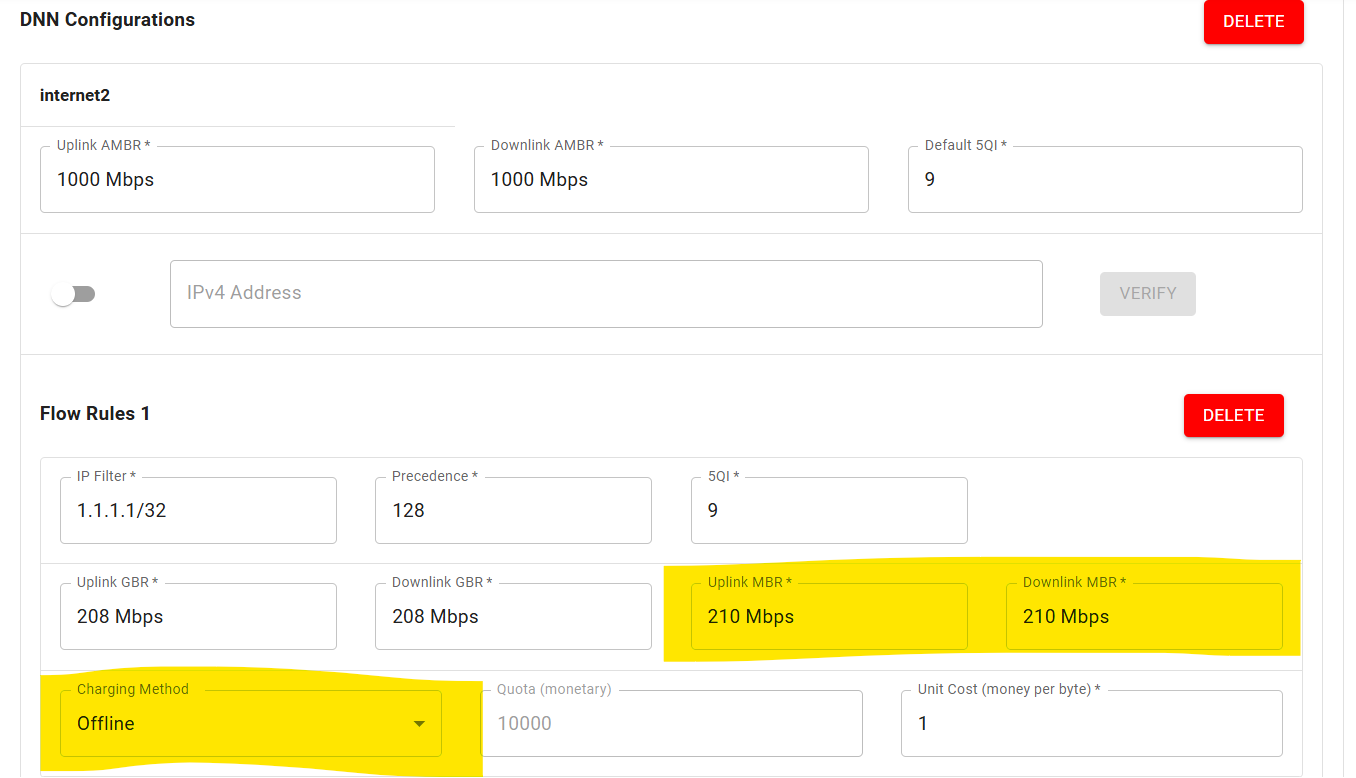 DNN Configurations
DELETE
internet2
Uplink AMBR *
Downlink AMBR *
Default 5QI *
1000 Mbps
1000 Mbps
9
IPv4 Address
VERIFY
Flow Rules 1
DELETE
IP Filter *
Precedence *
5QI *
1.1.1.1/32
128
9
Uplink GBR *
Downlink GBR *
Uplink MBR *
Downlink MBR *
208 Mbps
208 Mbps
210 Mbps
210 Mbps
Charging Method
Quota (monetary)
Unit Cost (money per byte) *
Offline
10000
1